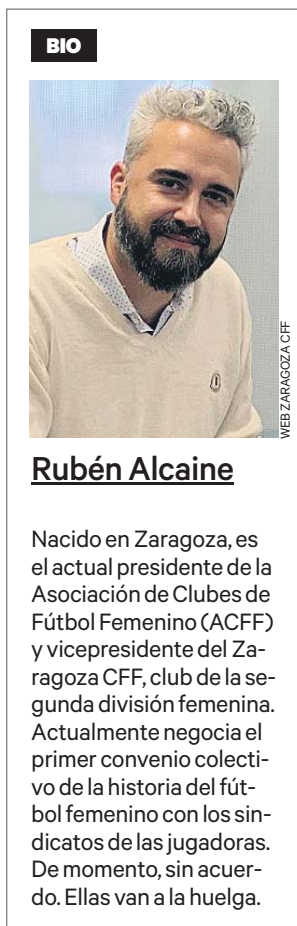 BIO
WEB ZARAGOZA CFF
Rubén Alcaine
Nacido en Zaragoza, es
el actual presidente de la
Asociación de Clubes de
Fútbol Femenino (ACFF)
y vicepresidente del Za-
ragoza CFF, club de la se-
gunda división femenina.
Actualmente negocia el
primer convenio colecti-
vo de la historia del fút-
bol femenino con los sin-
dicatos de las jugadoras.
De momento, sin acuer-
do. Ellas van a la huelga.